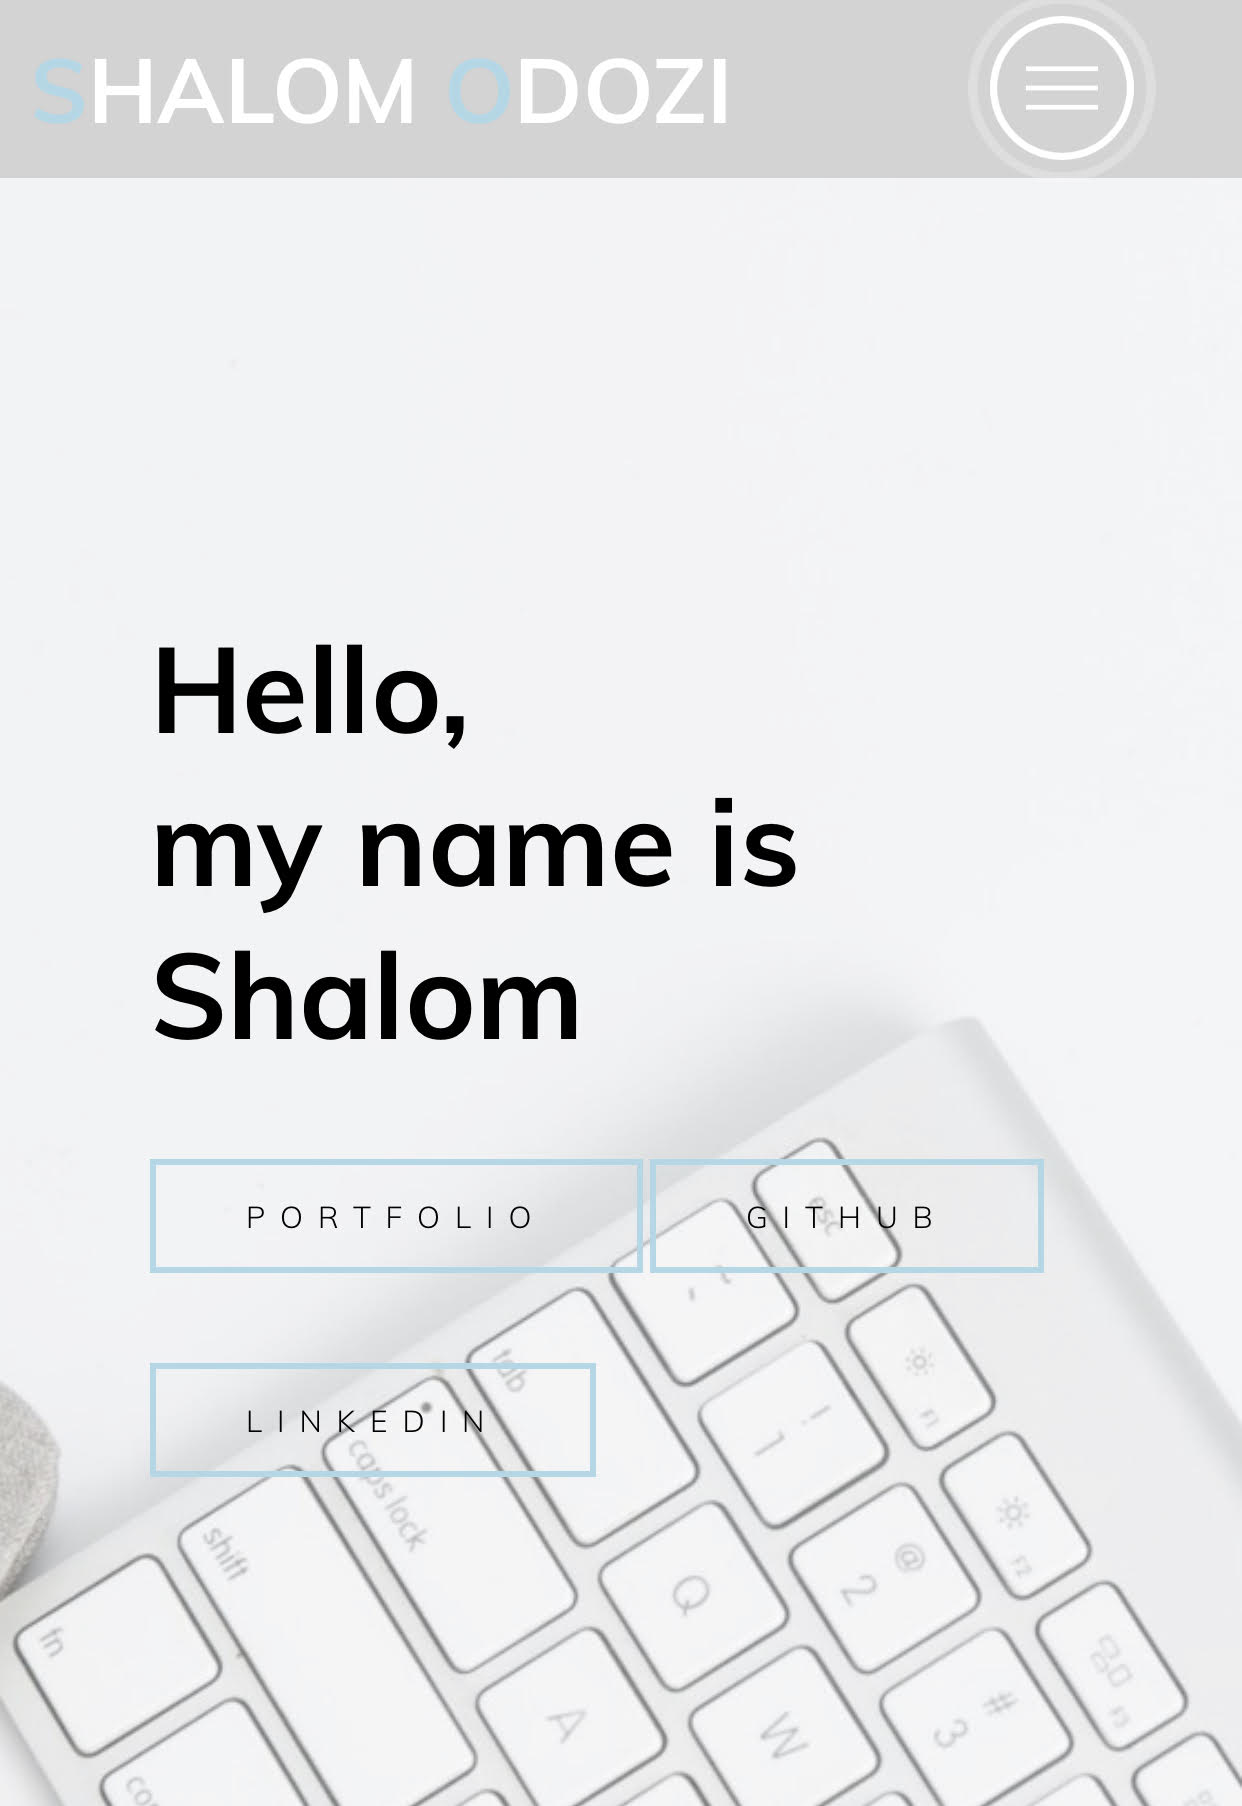 SHALOM ODOZI
Hello,
my name is
Shalom
PORTFOLIO GITHUB
LINKEDIN
esc
tab
caps lock
shift
fn
! 1
F1
@ 2
F2
Q
# 3
F3
A
W